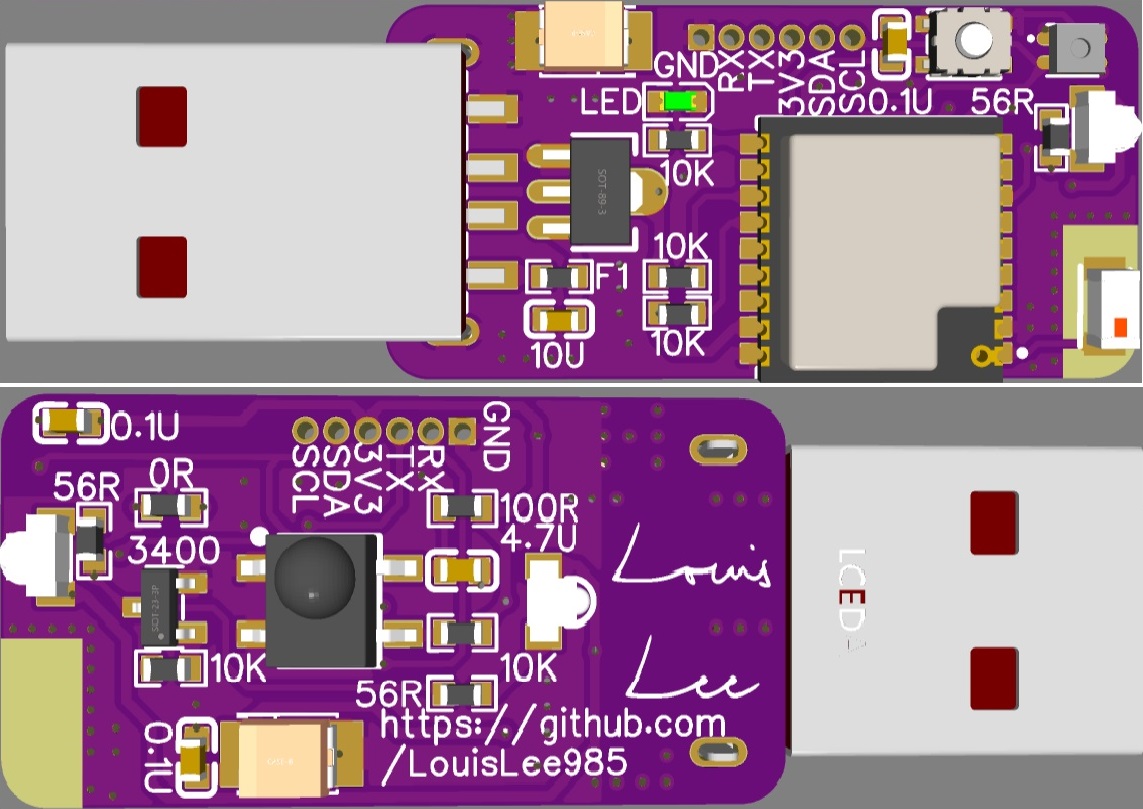 GND
RX
TX
3V3
SDA
SCL
LED
0.1U
56R
10K
SOT-89-3
10K
F1
10K
10U
0.1U
GND
SCL
SDA
3V3
TX
RX
0R
56R
100R
4.7U
3400
Louis
LCEDA
10K
10K
56R
Lee
https://github.com
/LouisLee985
0.1U